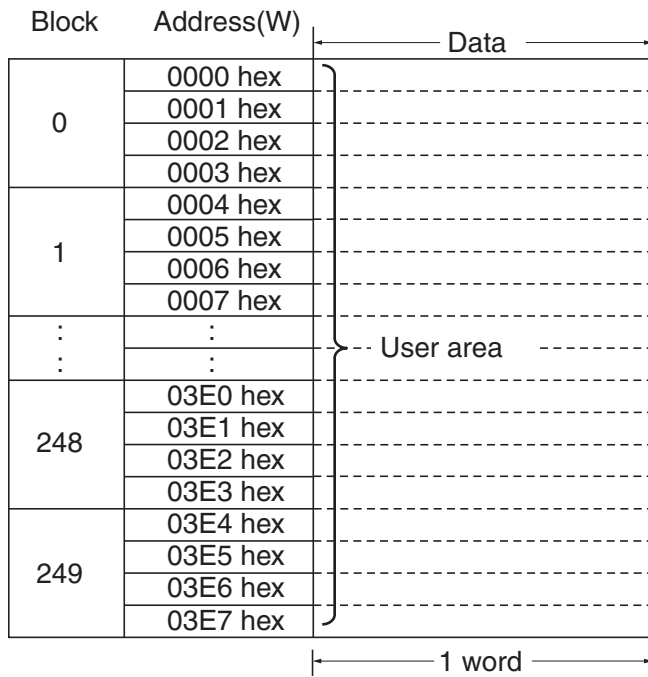 Block Address(W)
Data
0
0000 hex
0001 hex
0002 hex
0003 hex
1
0004 hex
0005 hex
0006 hex
0007 hex
: :
: :
User area
248
03E0 hex
03E1 hex
03E2 hex
03E3 hex
249
03E4 hex
03E5 hex
03E6 hex
03E7 hex
1 word